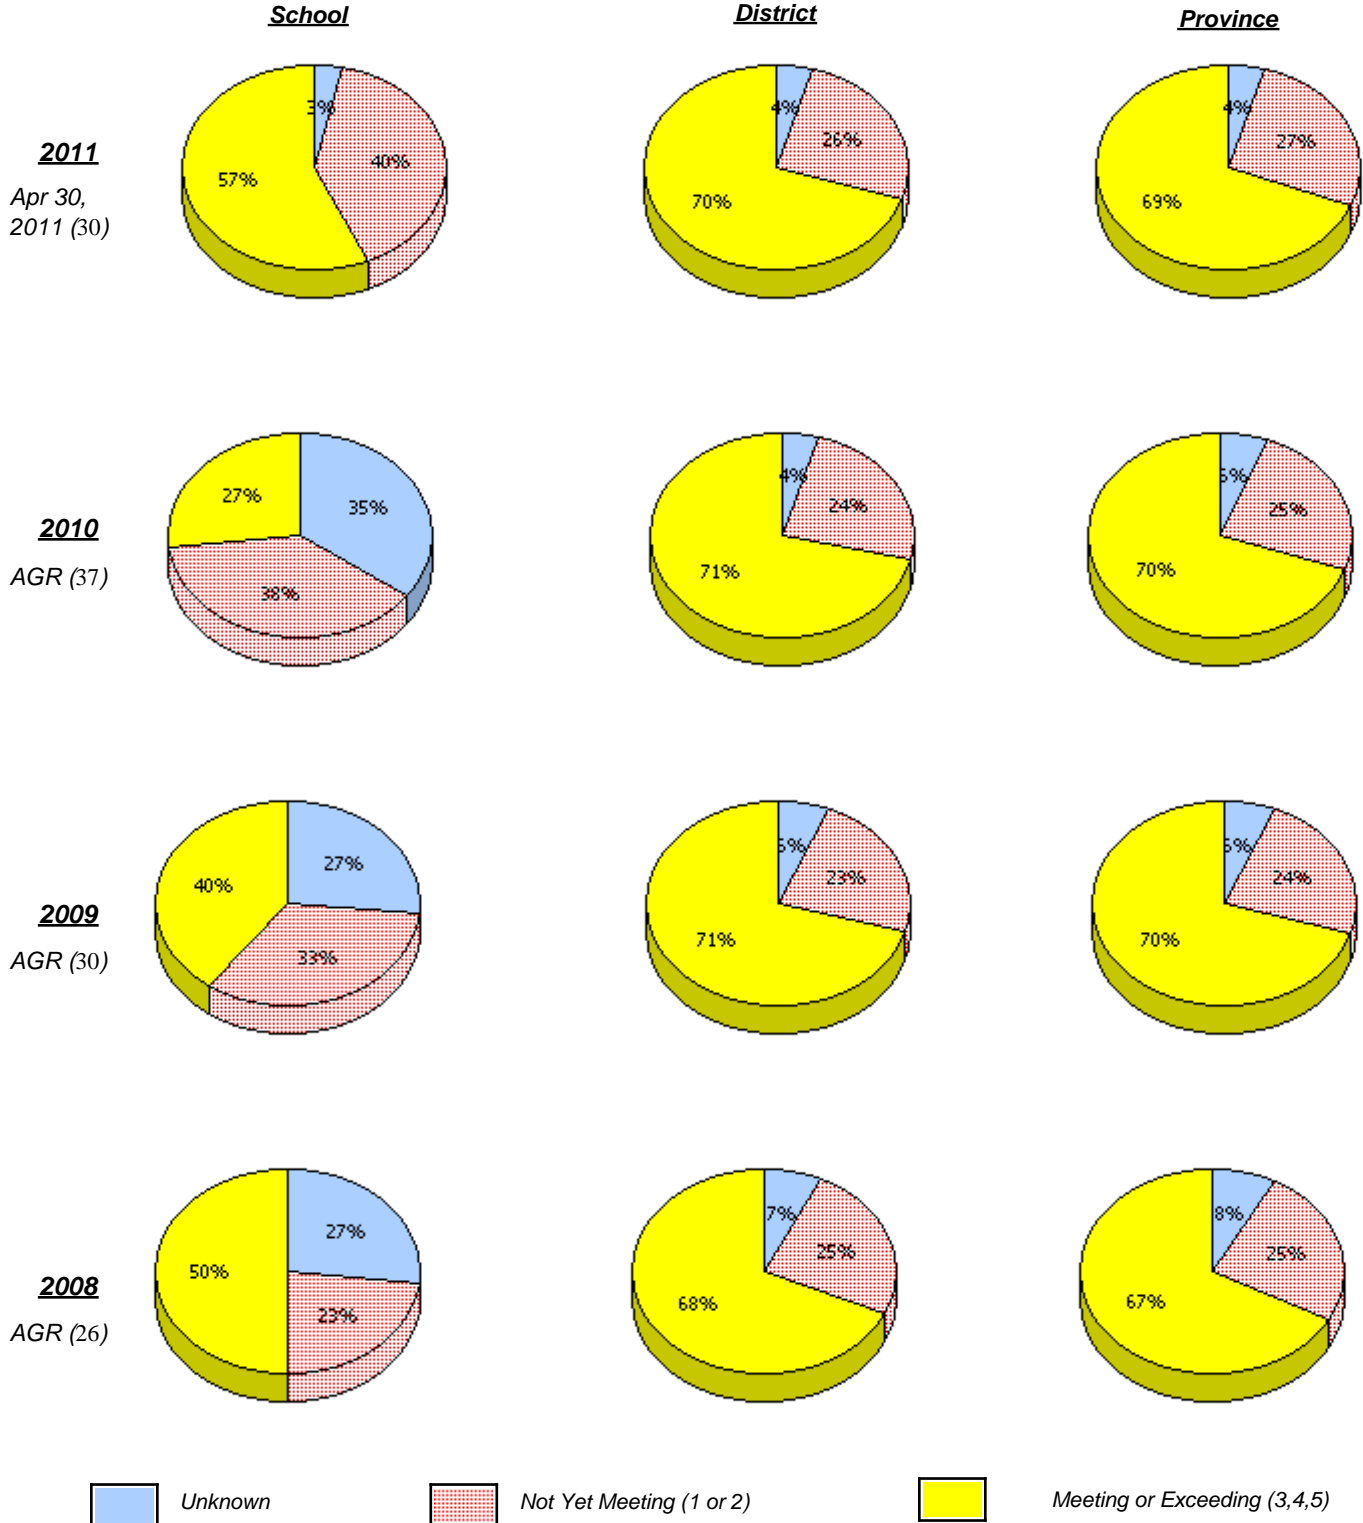 School District Province
3% 4% 4%
40% 26% 27%
2011
57% 70% 69%
Apr 30,
2011 (30)
27% 35% 4%
24% 25%
2010
AGR (37)
38% 71% 70%
27%
40% 23% 24%
2009
33% 71% 70%
AGR (30)
27% 7% 8%
50% 25% 25%
2008
23% 68% 67%
AGR (26)
Unknown Not Yet Meeting (1 or 2) Meeting or Exceeding (3,4,5)